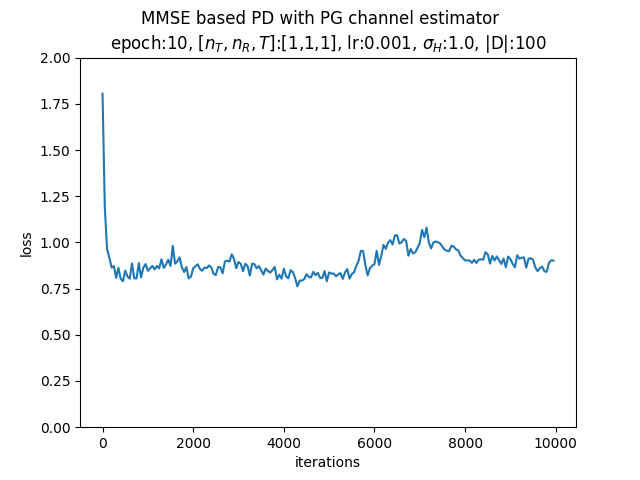 MMSE based PD with PG channel estimator
epoch:10, [n_T, n_R, T]:[1,1,1], lr:0.001, σ_H:1.0, |D|:100
2.00
1.75
1.50
1.25
1.00
0.75
0.50
0.25
0.00
loss
0 2000 4000 6000 8000 10000
iterations